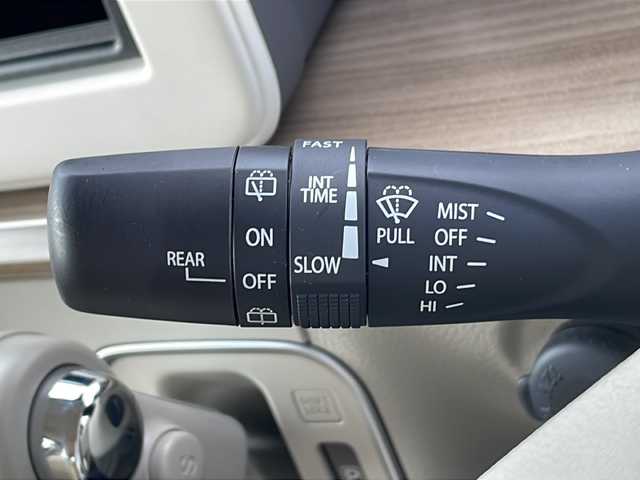 FAST
INT
TIME
SLOW
REAR
ON
OFF
PULL
MIST
OFF
INT
LO
HI